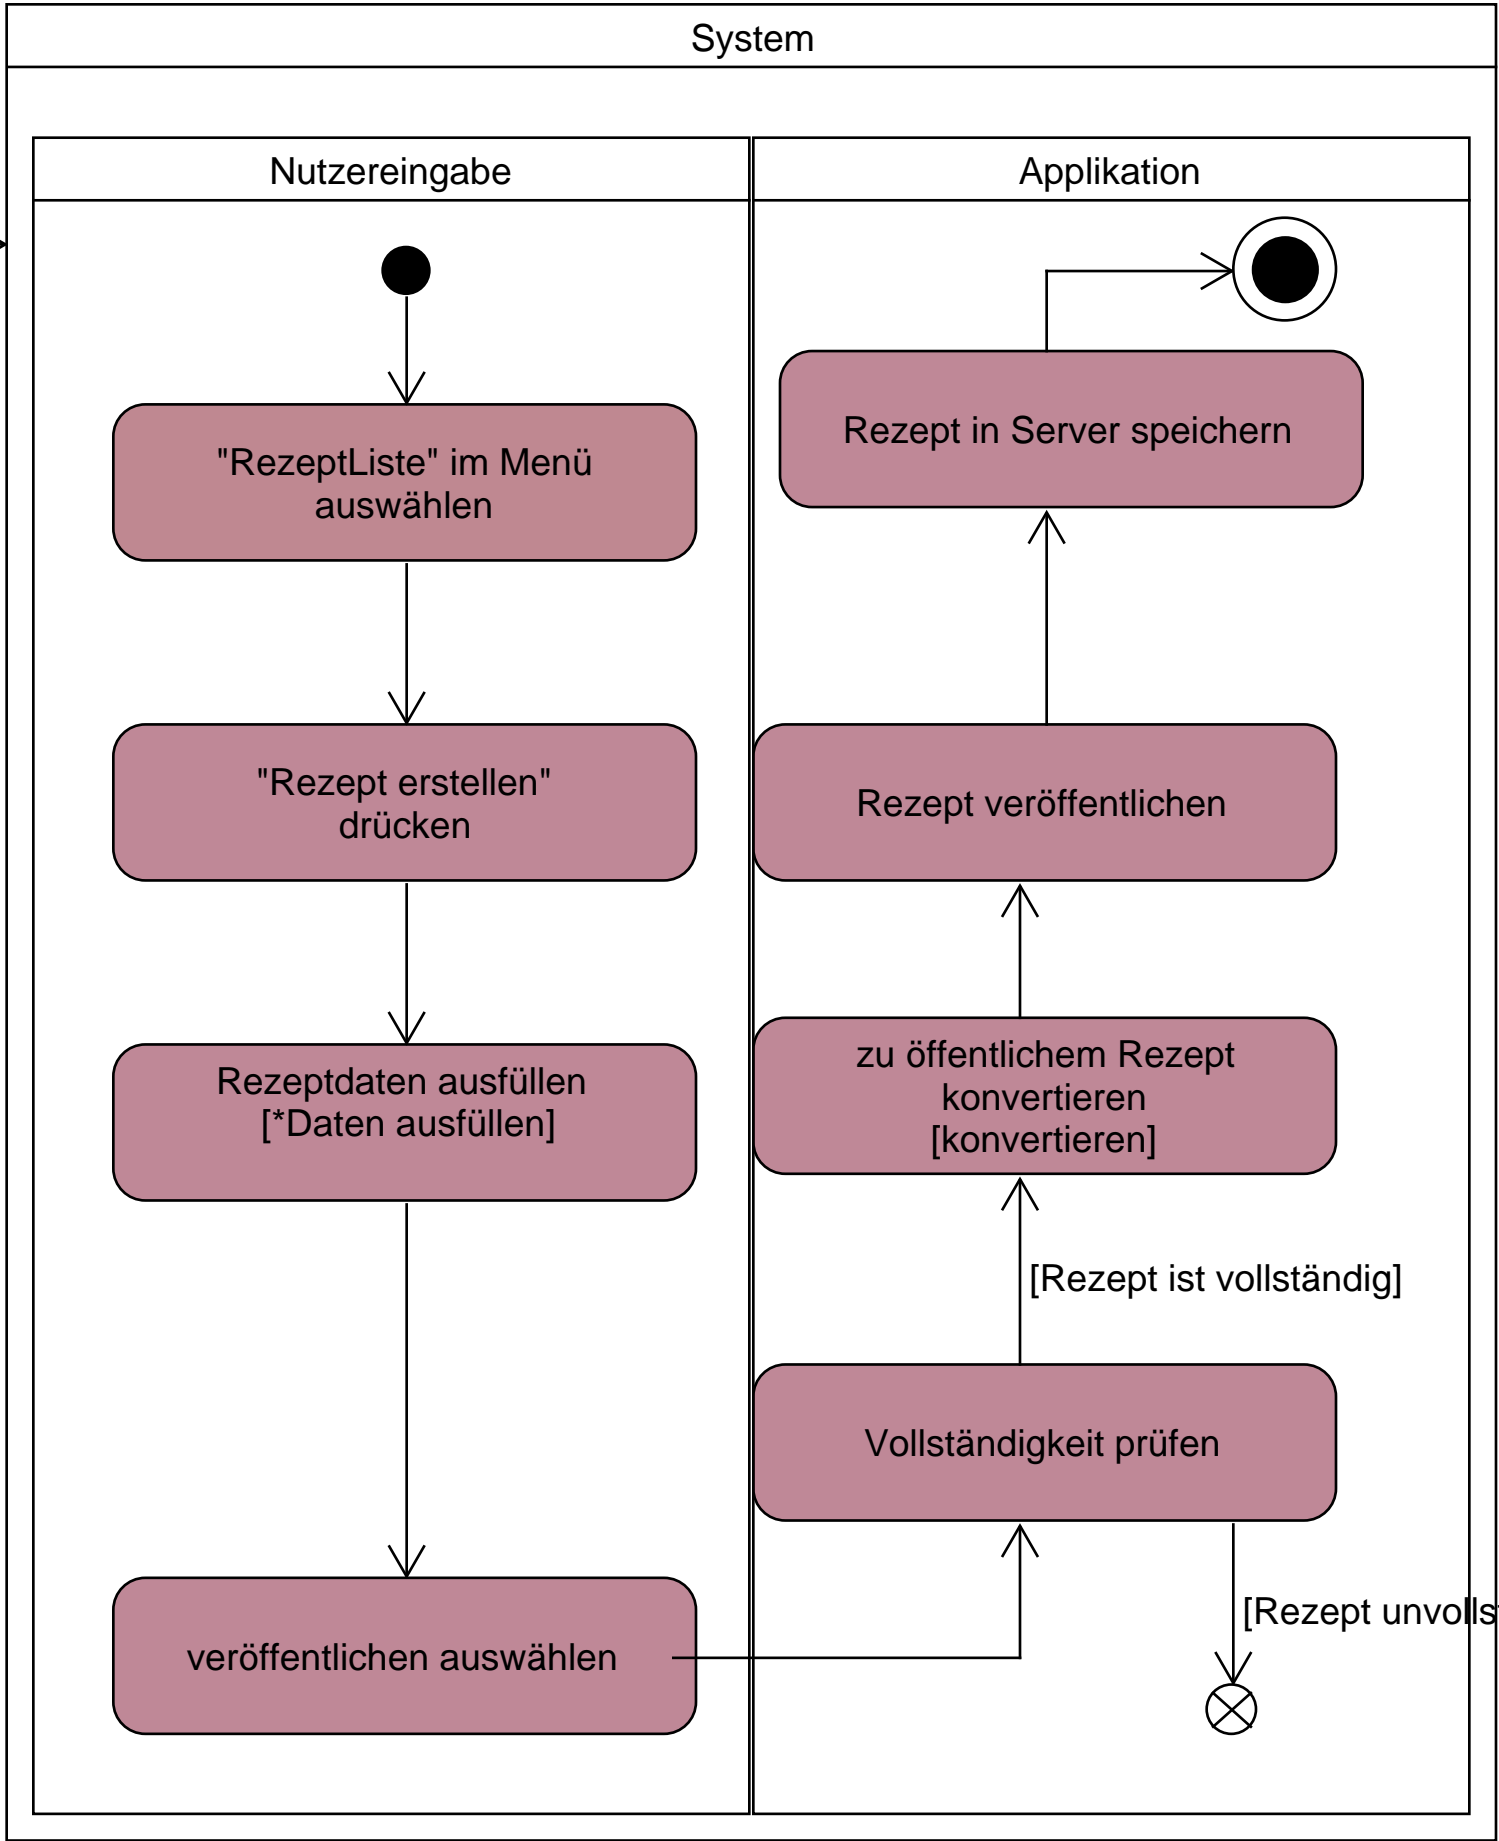 System
Nutzereingabe
Applikation
"RezeptListe" im Menü
auswählen
"Rezept erstellen"
drücken
Rezeptdaten ausfüllen
[*Daten ausfüllen]
veröffentlichen auswählen
Rezept in Server speichern
Rezept veröffentlichen
zu öffentlichem Rezept
konvertieren
[konvertieren]
[Rezept ist vollständig]
Vollständigkeit prüfen
[Rezept